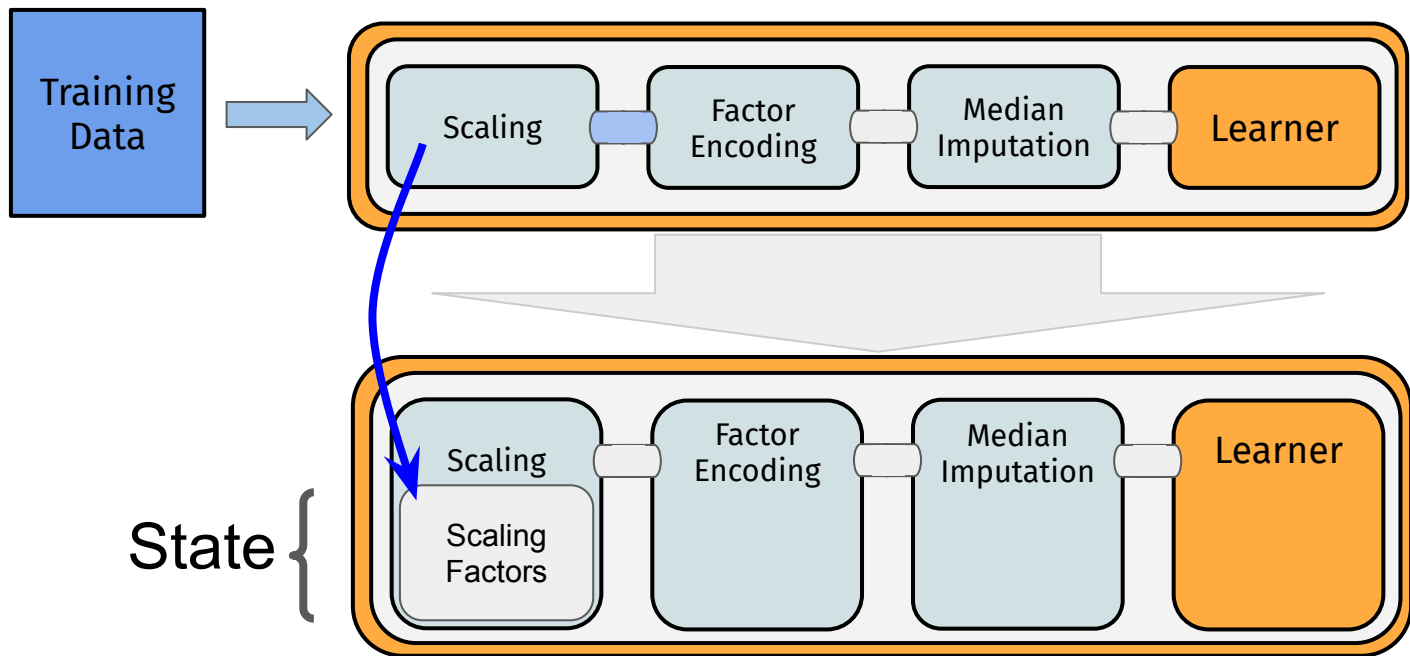 Training
Data
Scaling
Factor
Encoding
Median
Imputation
Learner
Scaling
Factor
Encoding
Median
Imputation
Learner
State
Scaling
Factors